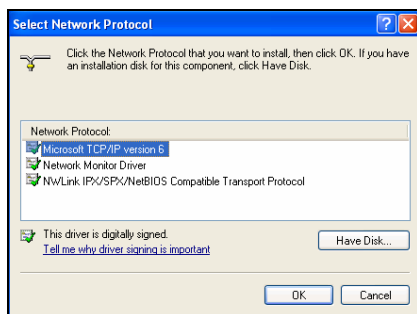 Select Network Protocol
Click the Network Protocol that you want to install, then click OK. If you have
an installation disk for this component, click Have Disk.
Network Protocol:
Microsoft TCP/IP version 6
Network Monitor Driver
NWLink IPX/SPX/NetBIOS Compatible Transport Protocol
This driver is digitally signed.
Tell me why driver signing is important
Have Disk...
OK
Cancel